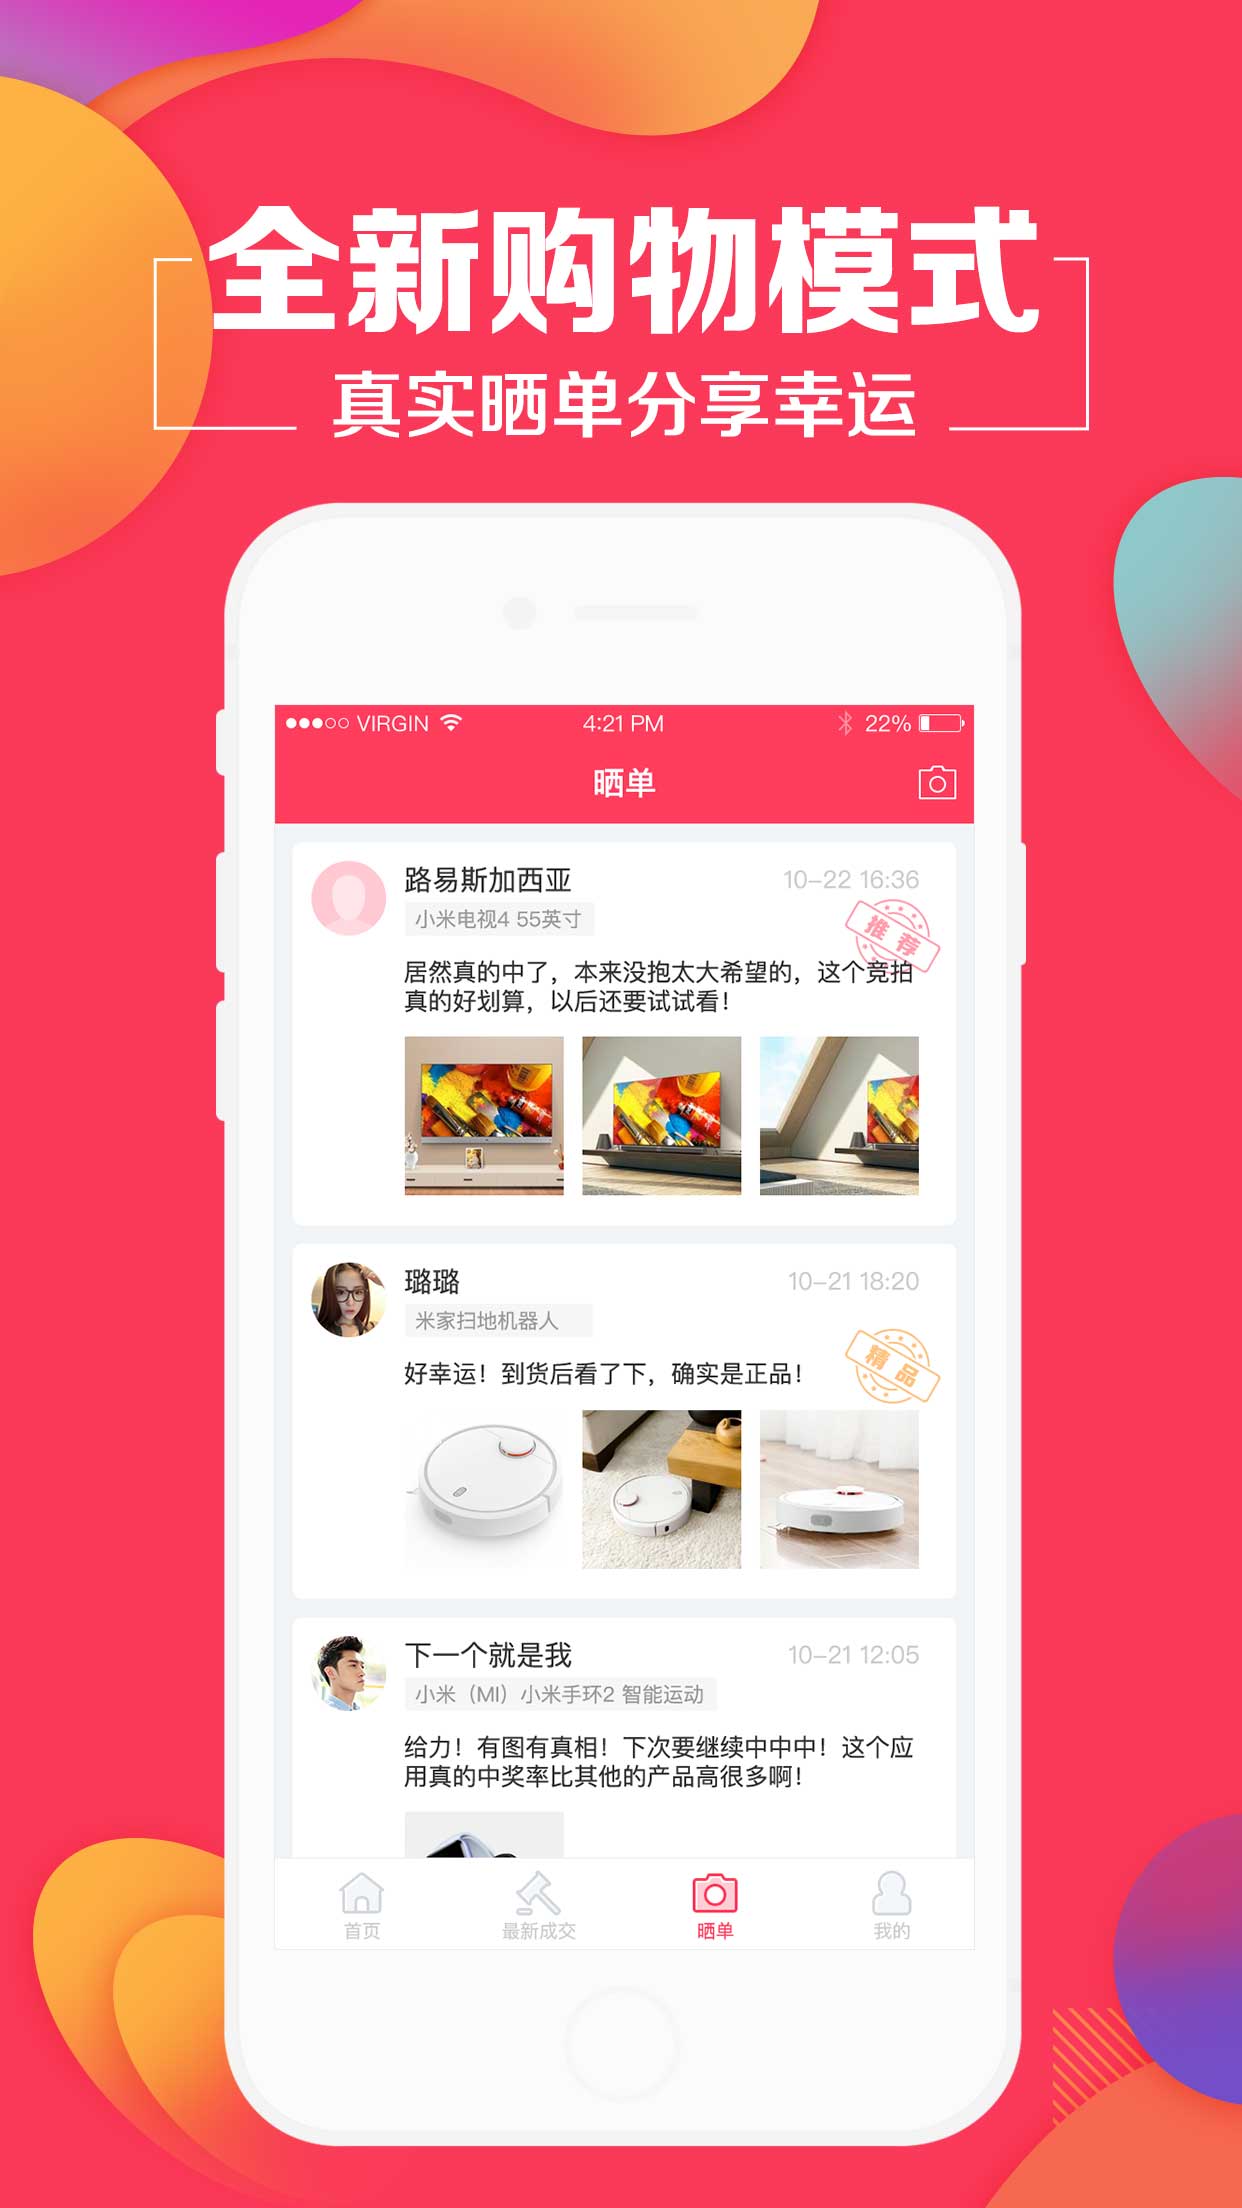 全新购物模式
真实晒单分享幸运
VIRGIN 4:21 PM 22%
晒单
路易斯加西亚 10-22 16:36
小米电视4 55英寸
推荐
居然真的中了，本来没抱太大希望的，这个竞拍
真的好划算，以后还要试试看！
璐璐 10-21 18:20
米家扫地机器人
精品
好幸运！到货后看了下，确实是正品！
下一个就是我 10-21 12:05
小米（MI）小米手环2 智能运动
给力！有图有真相！下次要继续中中中！这个应
用真的中奖率比其他的产品高很多啊！
首页 最新成交 晒单 我的